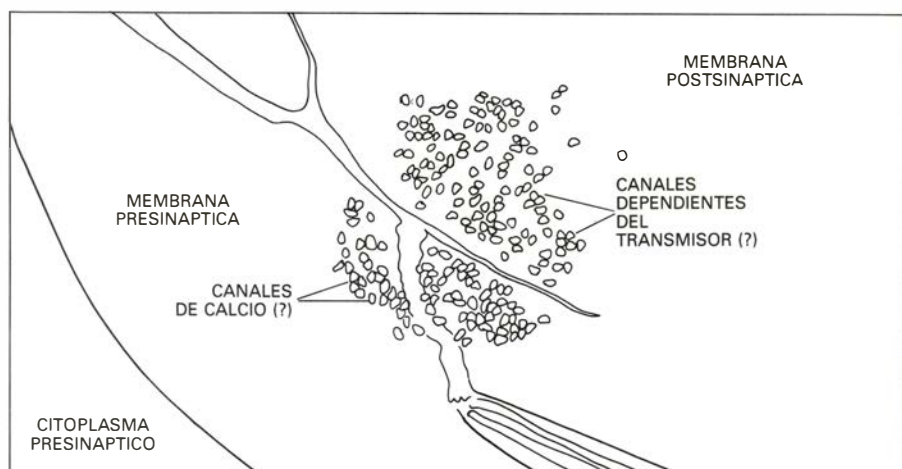 MEMBRANA
POSTSINAPTICA
CANALES
DEPENDIENTES
DEL
TRANSMISOR (?)
MEMBRANA
PRESINAPTICA
CANALES
DE CALCIO (?)
CITOPLASMA
PRESINAPTICO